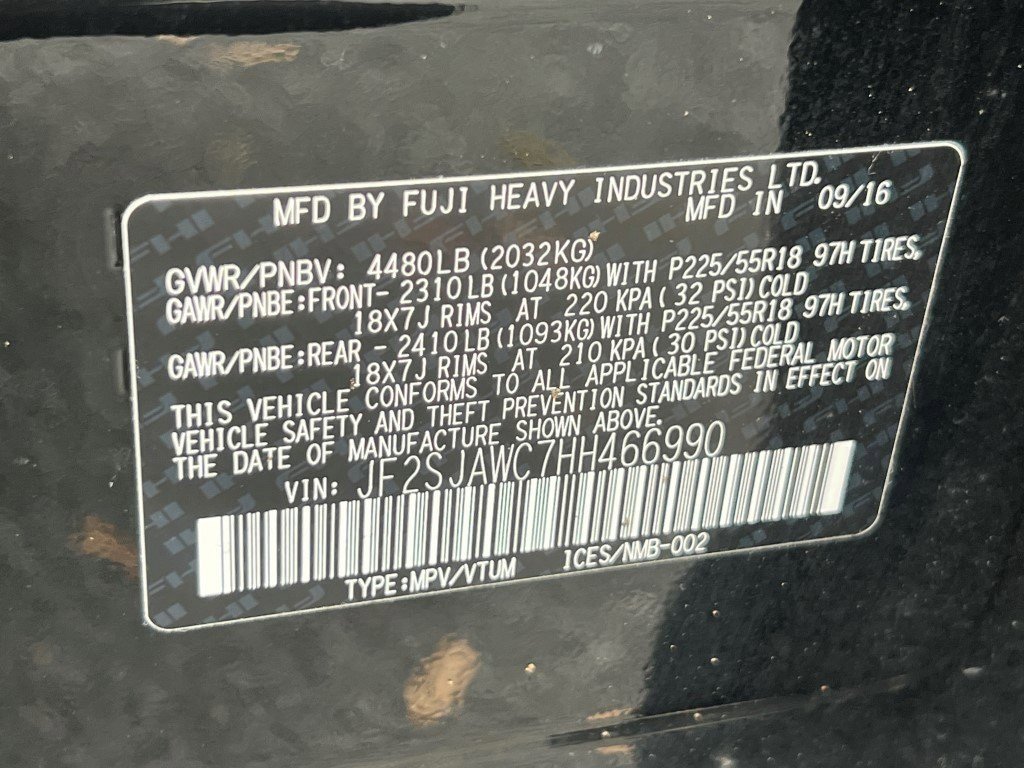 MFD BY FUJI HEAVY INDUSTRIES LTD.
MFD IN 09/16
GVWR/PNBV: 4480LB (2032KG)
GAWR/PNBE:FRONT- 2310LB (1048KG) WITH P225/55R18 97H TIRES,
18X7J RIMS AT 220 KPA (32 PSI) COLD
GAWR/PNBE:REAR - 2410LB (1093KG) WITH P225/55R18 97H TIRES,
18X7J RIMS AT 210 KPA (30 PSI) COLD
THIS VEHICLE CONFORMS TO ALL APPLICABLE FEDERAL MOTOR
VEHICLE SAFETY AND THEFT PREVENTION STANDARDS IN EFFECT ON
THE DATE OF MANUFACTURE SHOWN ABOVE.
VIN: JF2SJAWC7HH466990
TYPE:MPV/VTUM ICES/NMB-002